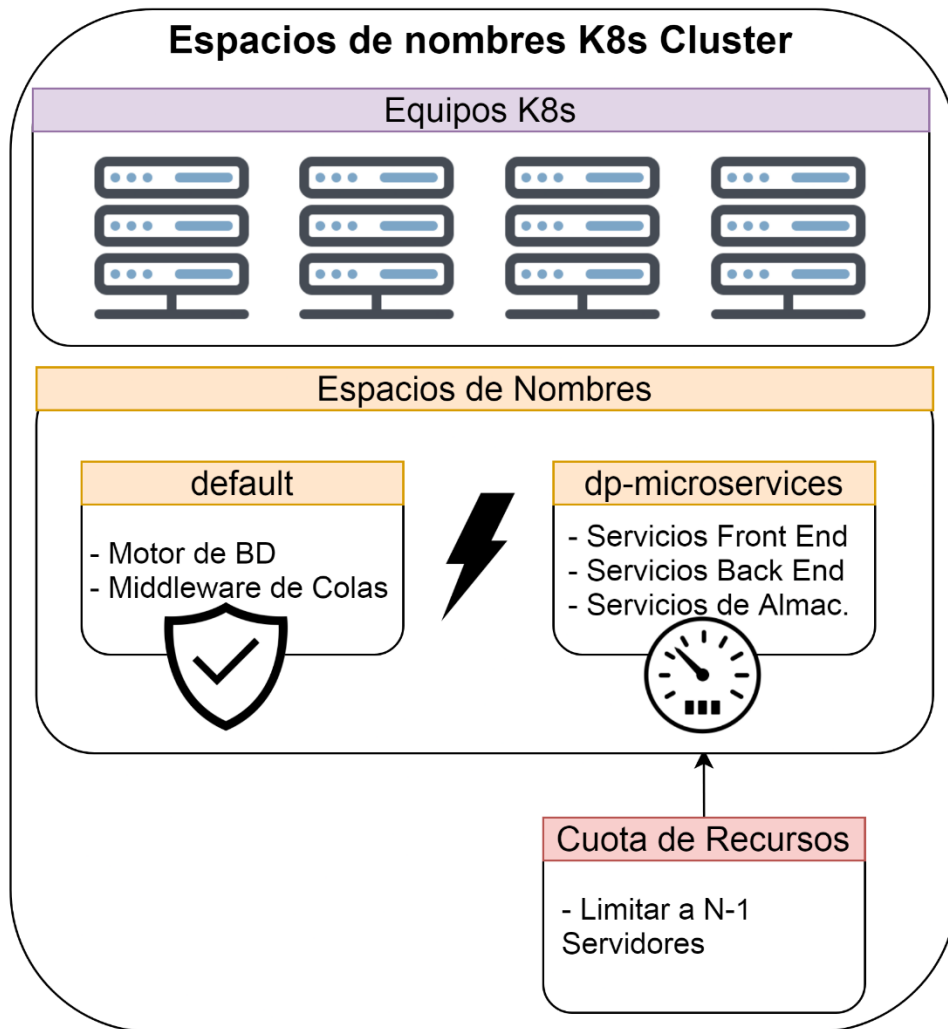 Espacios de nombres K8s Cluster
Equipos K8s
Espacios de Nombres
default
- Motor de BD
- Middleware de Colas
dp-microservices
- Servicios Front End
- Servicios Back End
- Servicios de Almac.
Cuota de Recursos
- Limitar a N-1
Servidores